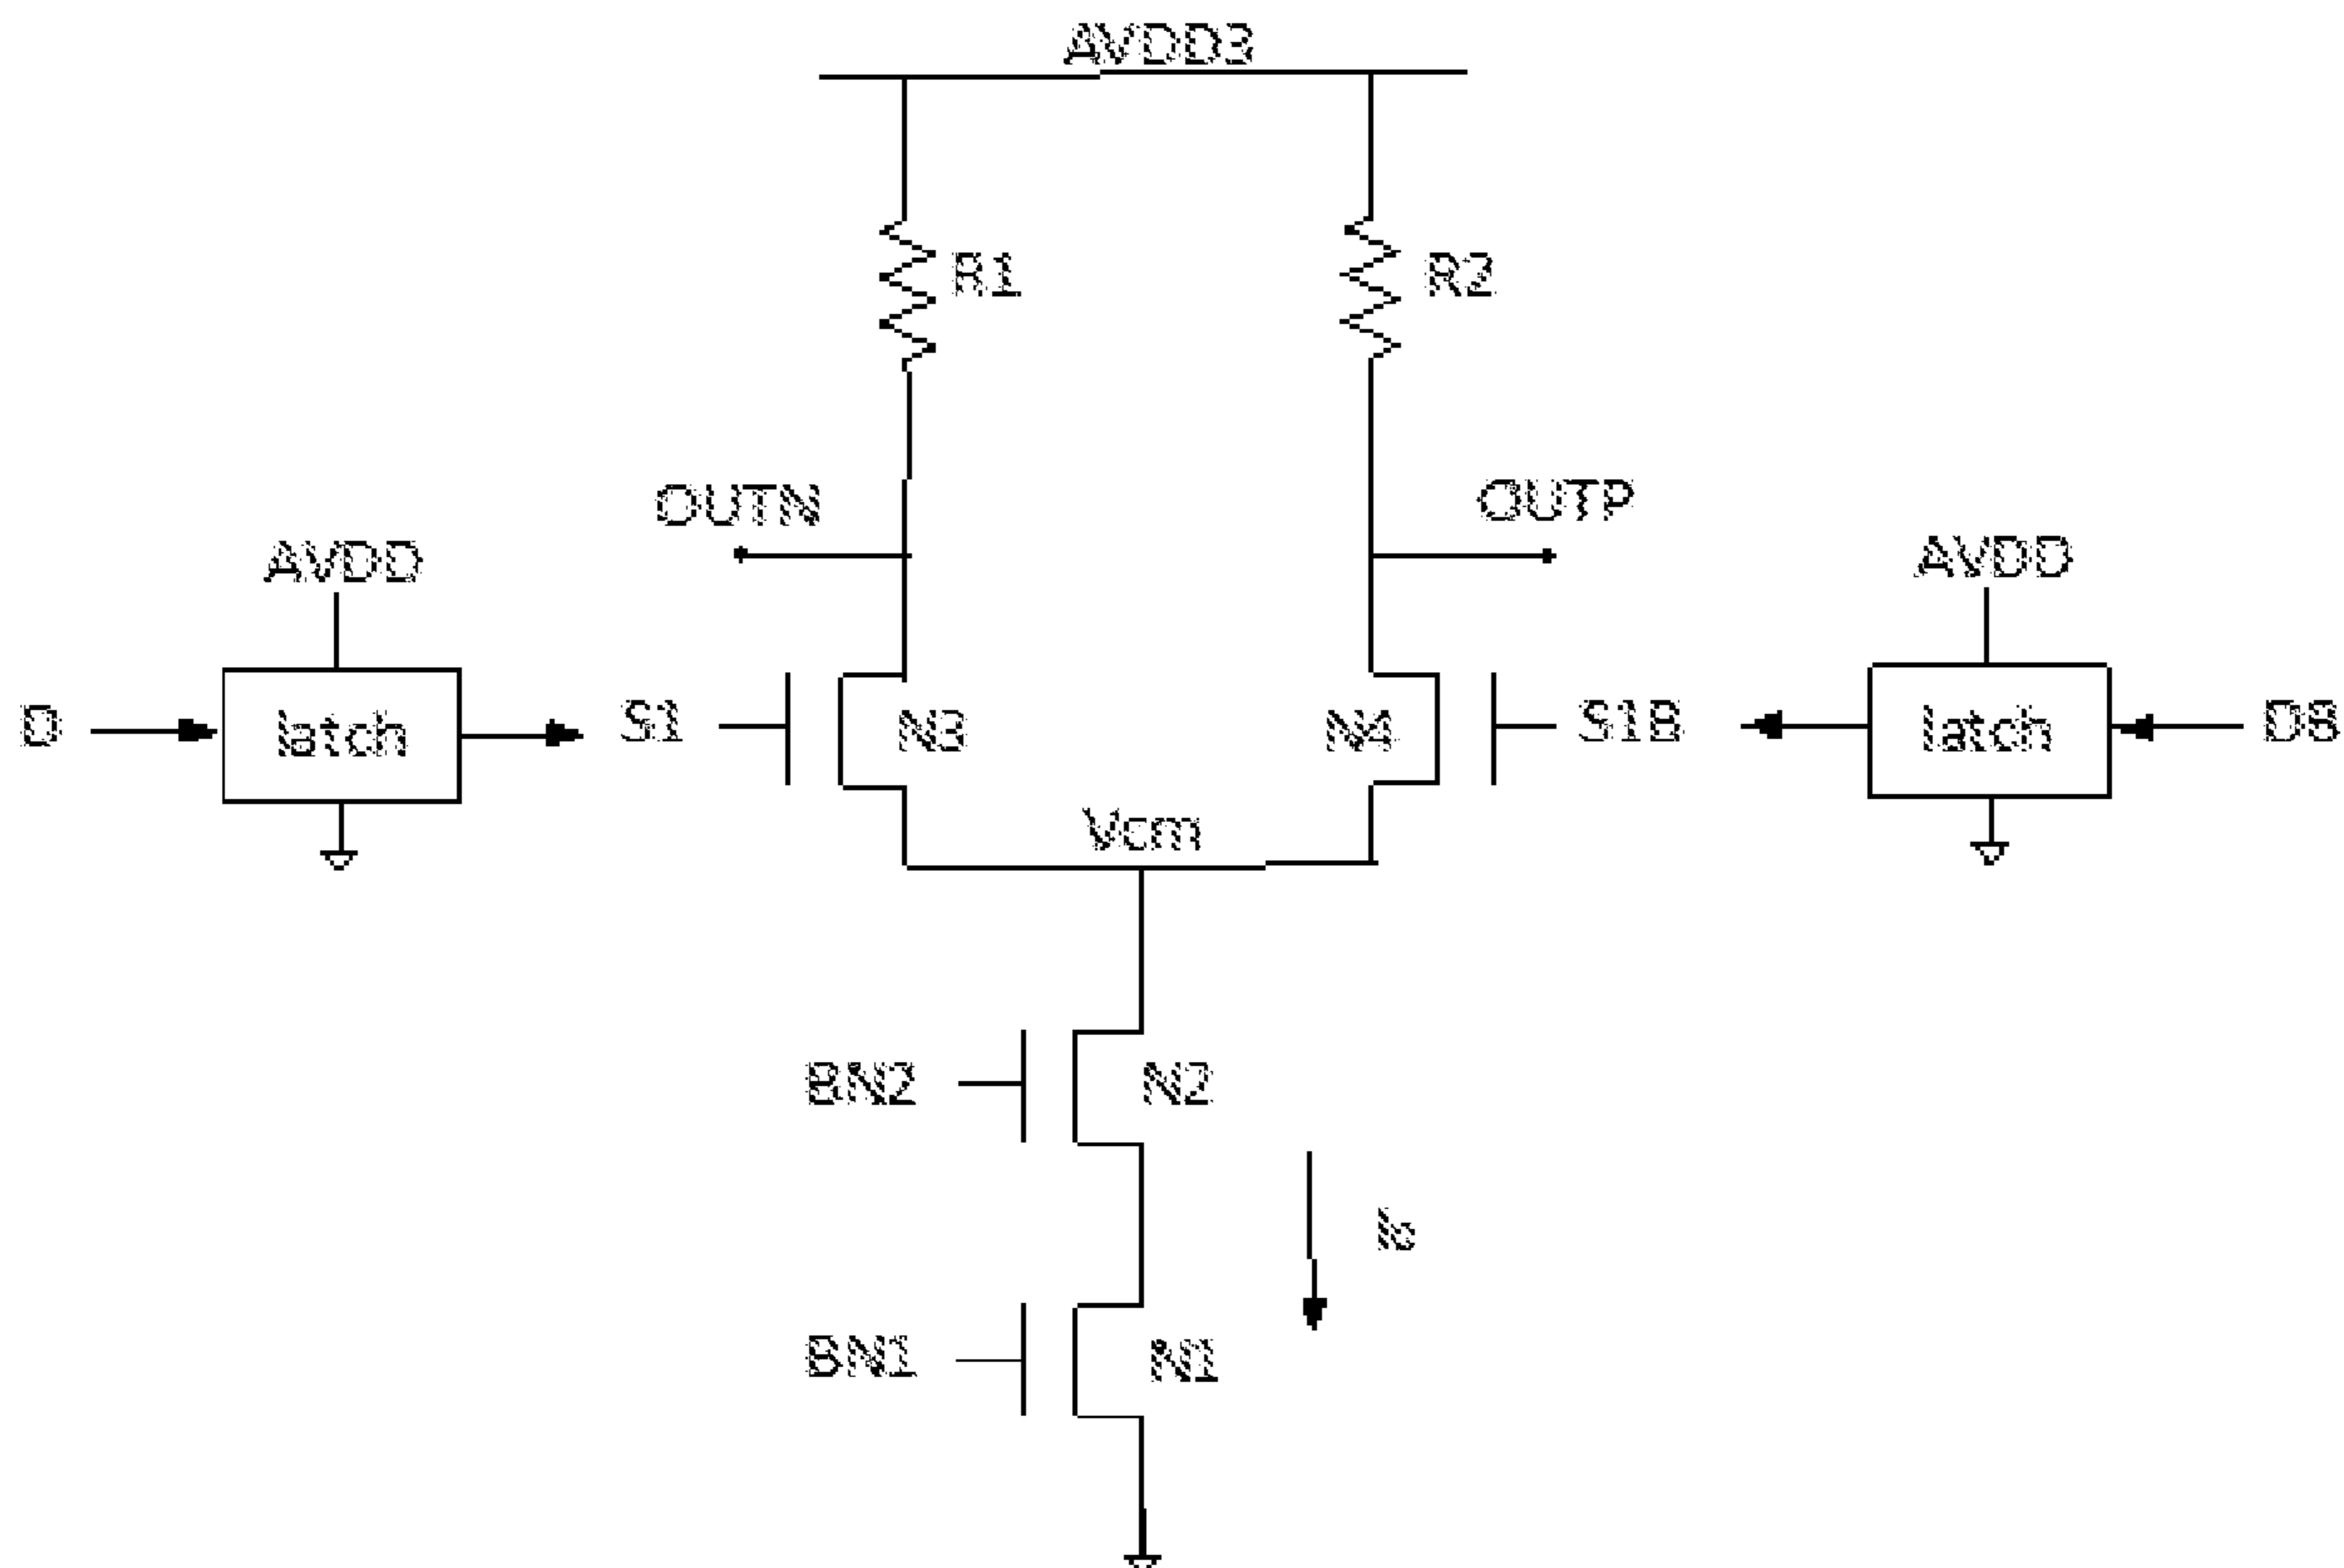 AVDD3
R1
R2
OUTN
OUTP
AVDD
AVDD
D
latch
S1
N3
N4
S1B
latch
DB
Vcm
BN2
N2
Io
BN1
N1